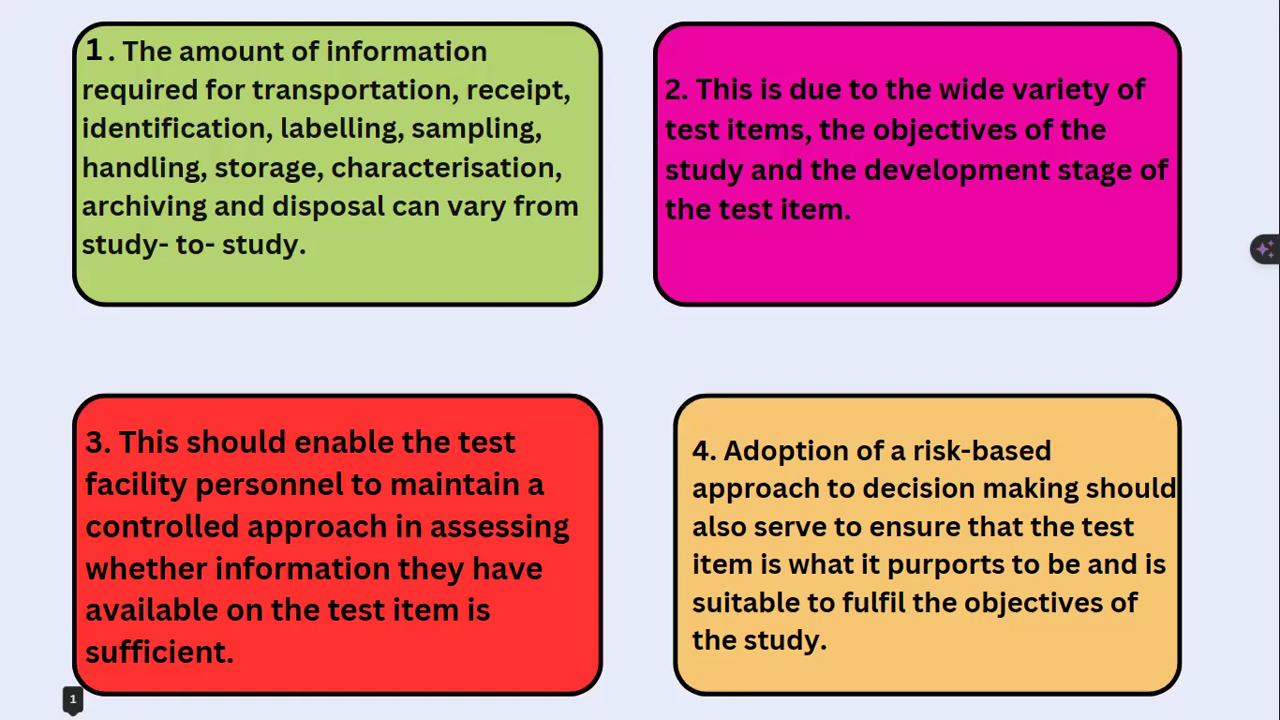 1. The amount of information
required for transportation, receipt,
identification, labelling, sampling,
handling, storage, characterisation,
archiving and disposal can vary from
study- to- study.
2. This is due to the wide variety of
test items, the objectives of the
study and the development stage of
the test item.
3. This should enable the test
facility personnel to maintain a
controlled approach in assessing
whether information they have
available on the test item is
sufficient.
4. Adoption of a risk-based
approach to decision making should
also serve to ensure that the test
item is what it purports to be and is
suitable to fulfil the objectives of
the study.
1